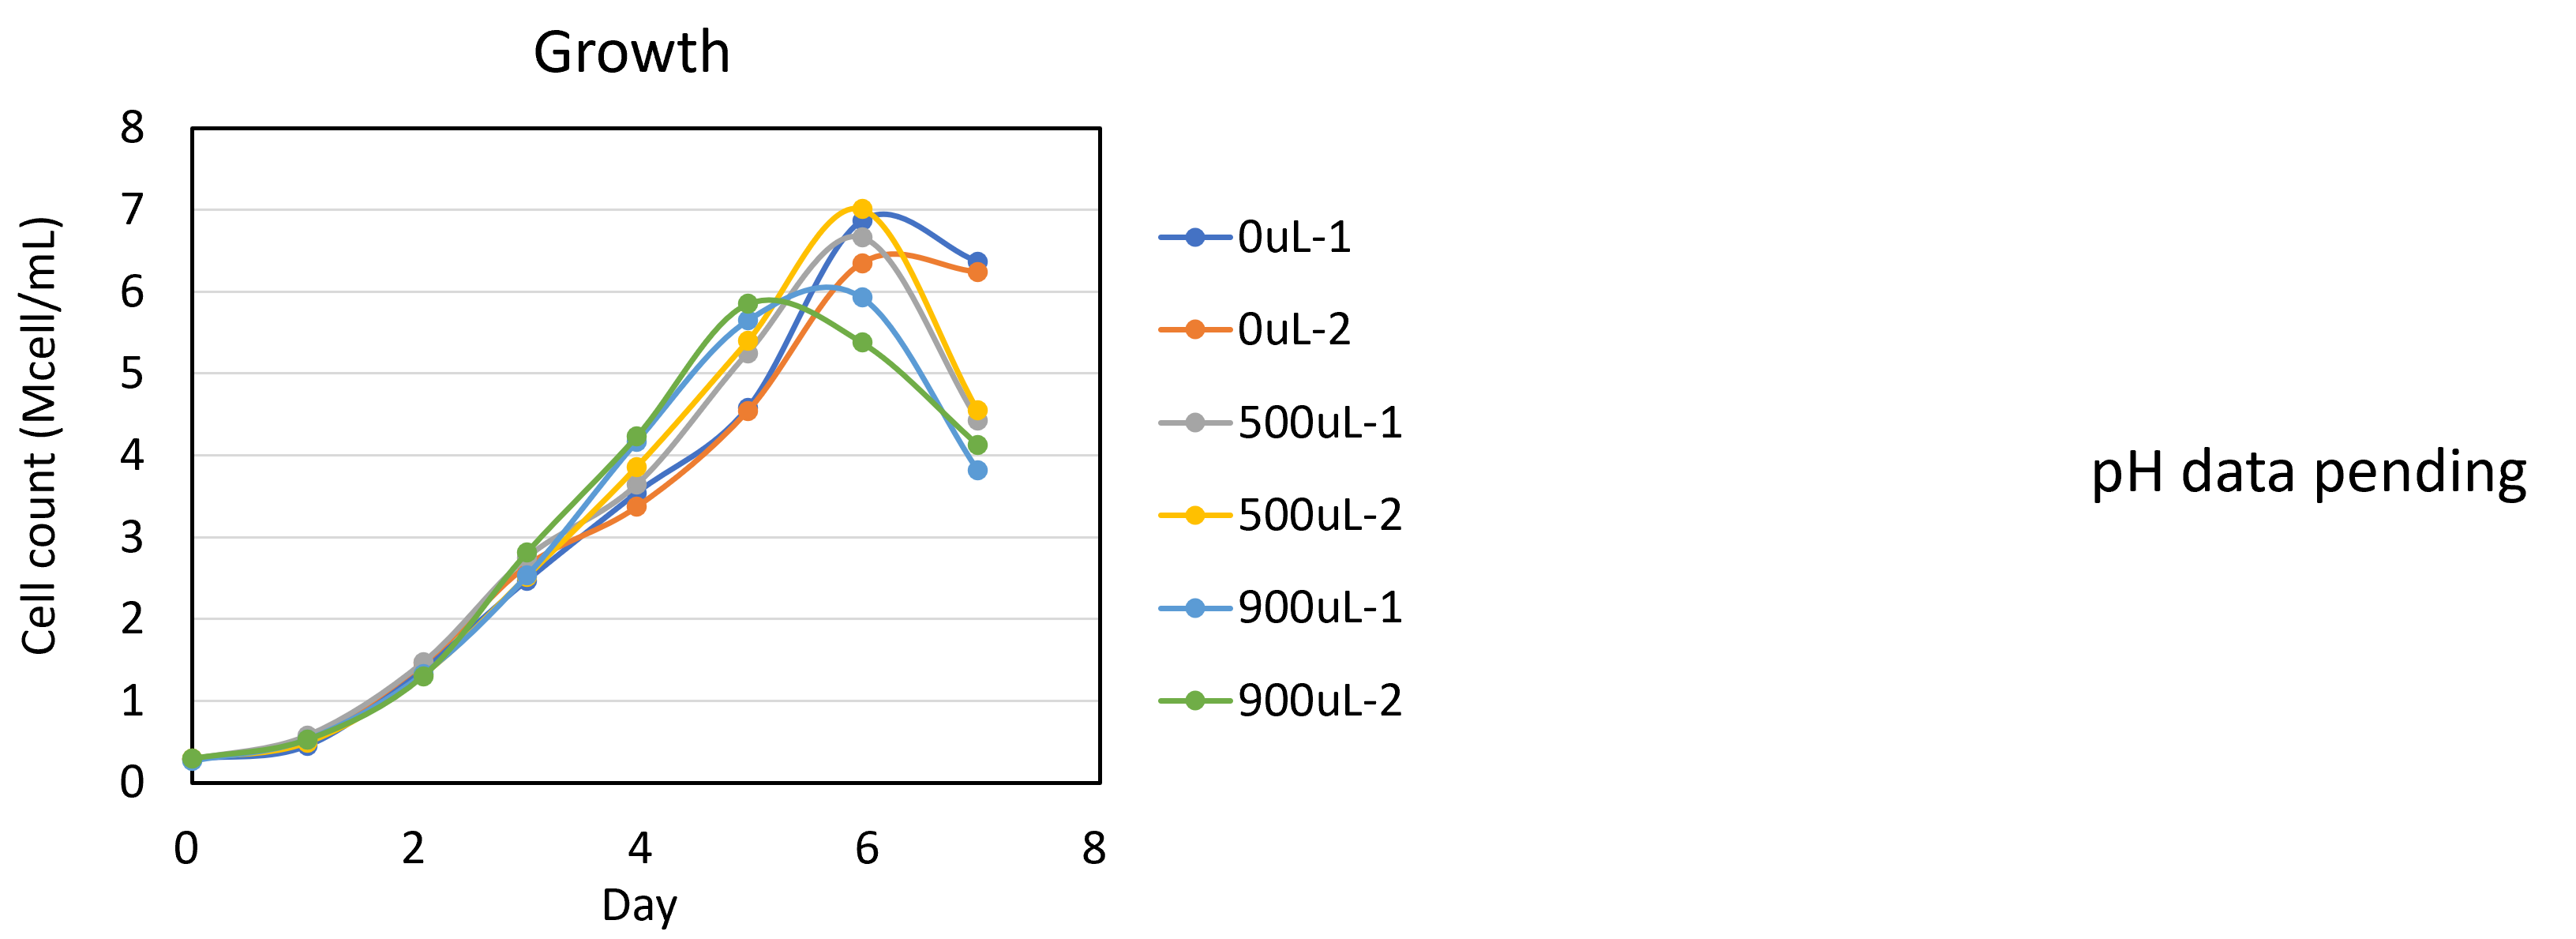 Growth
Cell count (Mcell/mL)
8
7
6
5
4
3
2
1
0
0 2 4 6 8
Day
0uL-1
0uL-2
500uL-1
500uL-2
900uL-1
900uL-2
pH data pending